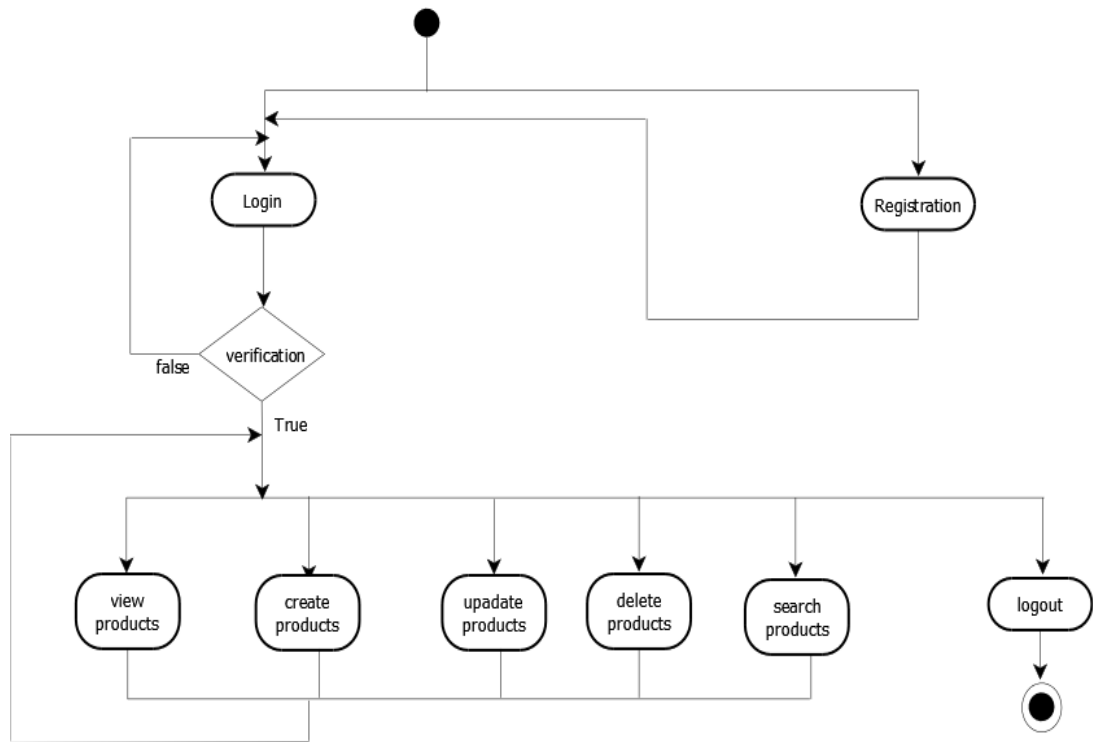 Login
Registration
verification
false
True
view
products
create
products
upadate
products
delete
products
search
products
logout